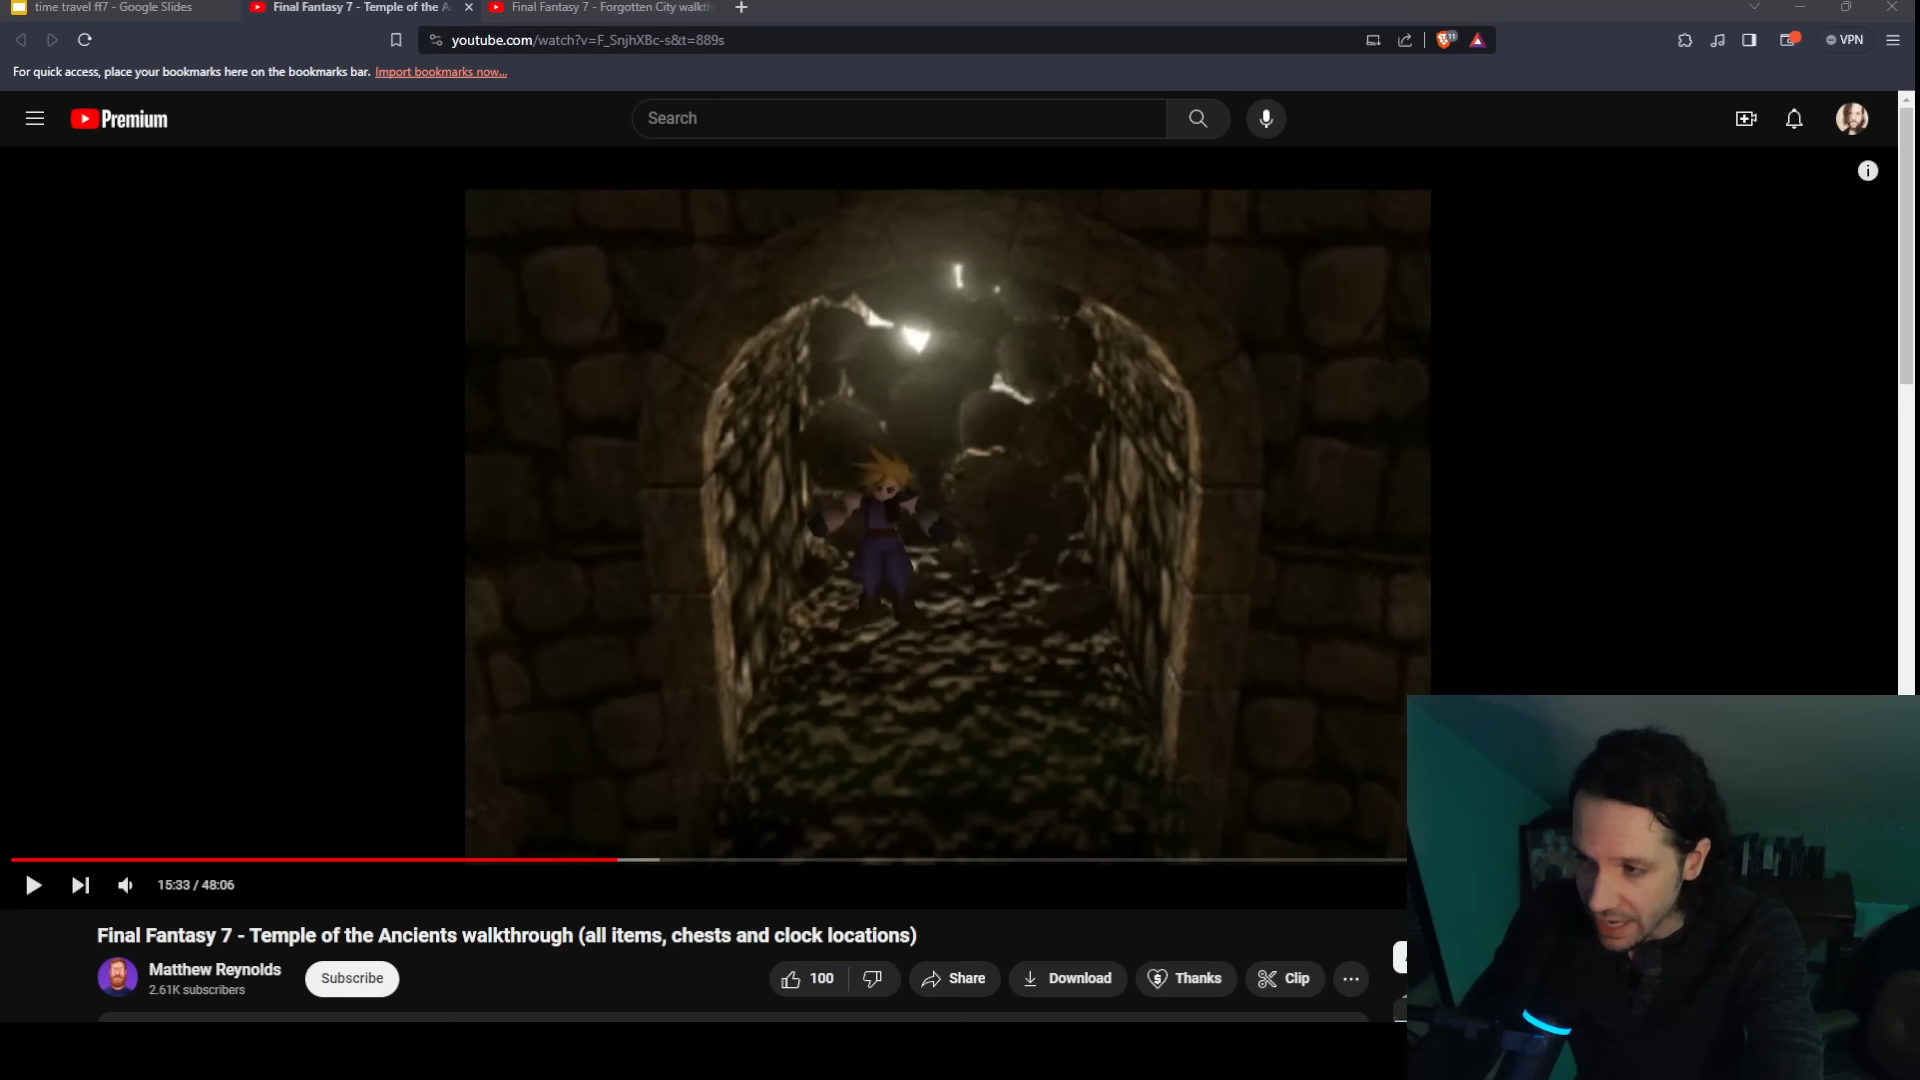 time travel ff7 - Google Slides
Final Fantasy 7 - Temple of the A
Final Fantasy 7 - Forgotten City walkth
youtube.com/watch?v=F_SnjhXBc-s&t=889s
11
VPN
For quick access, place your bookmarks here on the bookmarks bar. Import bookmarks now...
Premium
Search
15:33 / 48:06
Final Fantasy 7 - Temple of the Ancients walkthrough (all items, chests and clock locations)
Matthew Reynolds
2.61K subscribers
Subscribe
100
Share
Download
Thanks
Clip